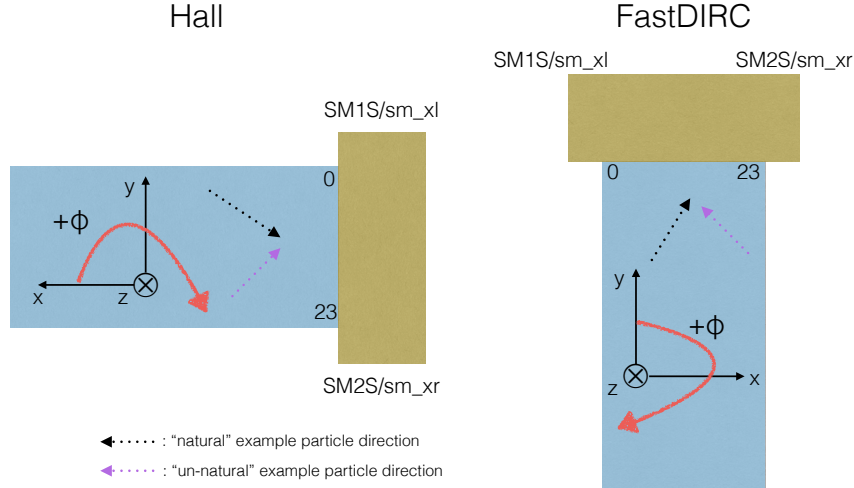 Hall
FastDIRC
SM1S/sm_xl
SM2S/sm_xr
SM1S/sm_xl
0
y
+ϕ
x
z
23
SM2S/sm_xr
0
23
y
+ϕ
z
x
: “natural” example particle direction
: “un-natural” example particle direction